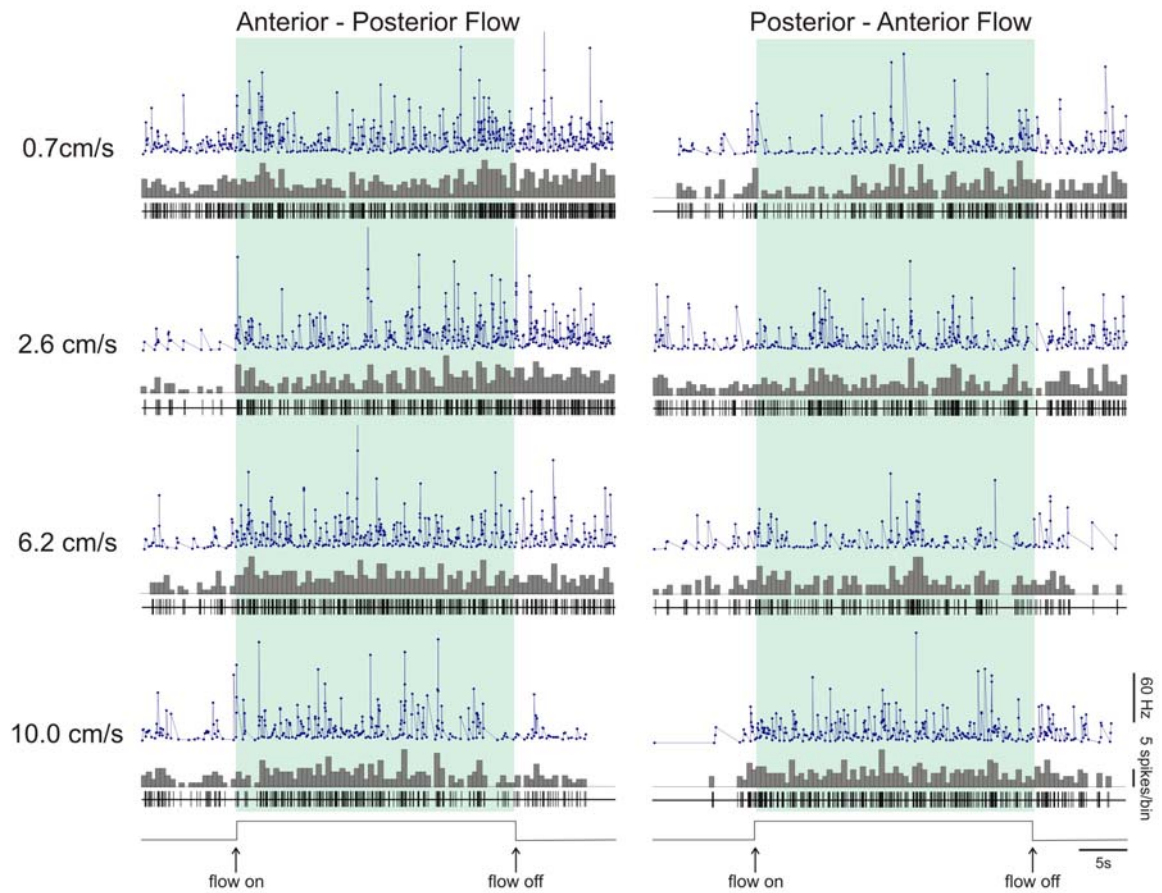 Anterior - Posterior Flow
Posterior - Anterior Flow
0.7cm/s
2.6 cm/s
6.2 cm/s
10.0 cm/s
60 Hz
5 spikes/bin
5s
flow on
flow off
flow on
flow off